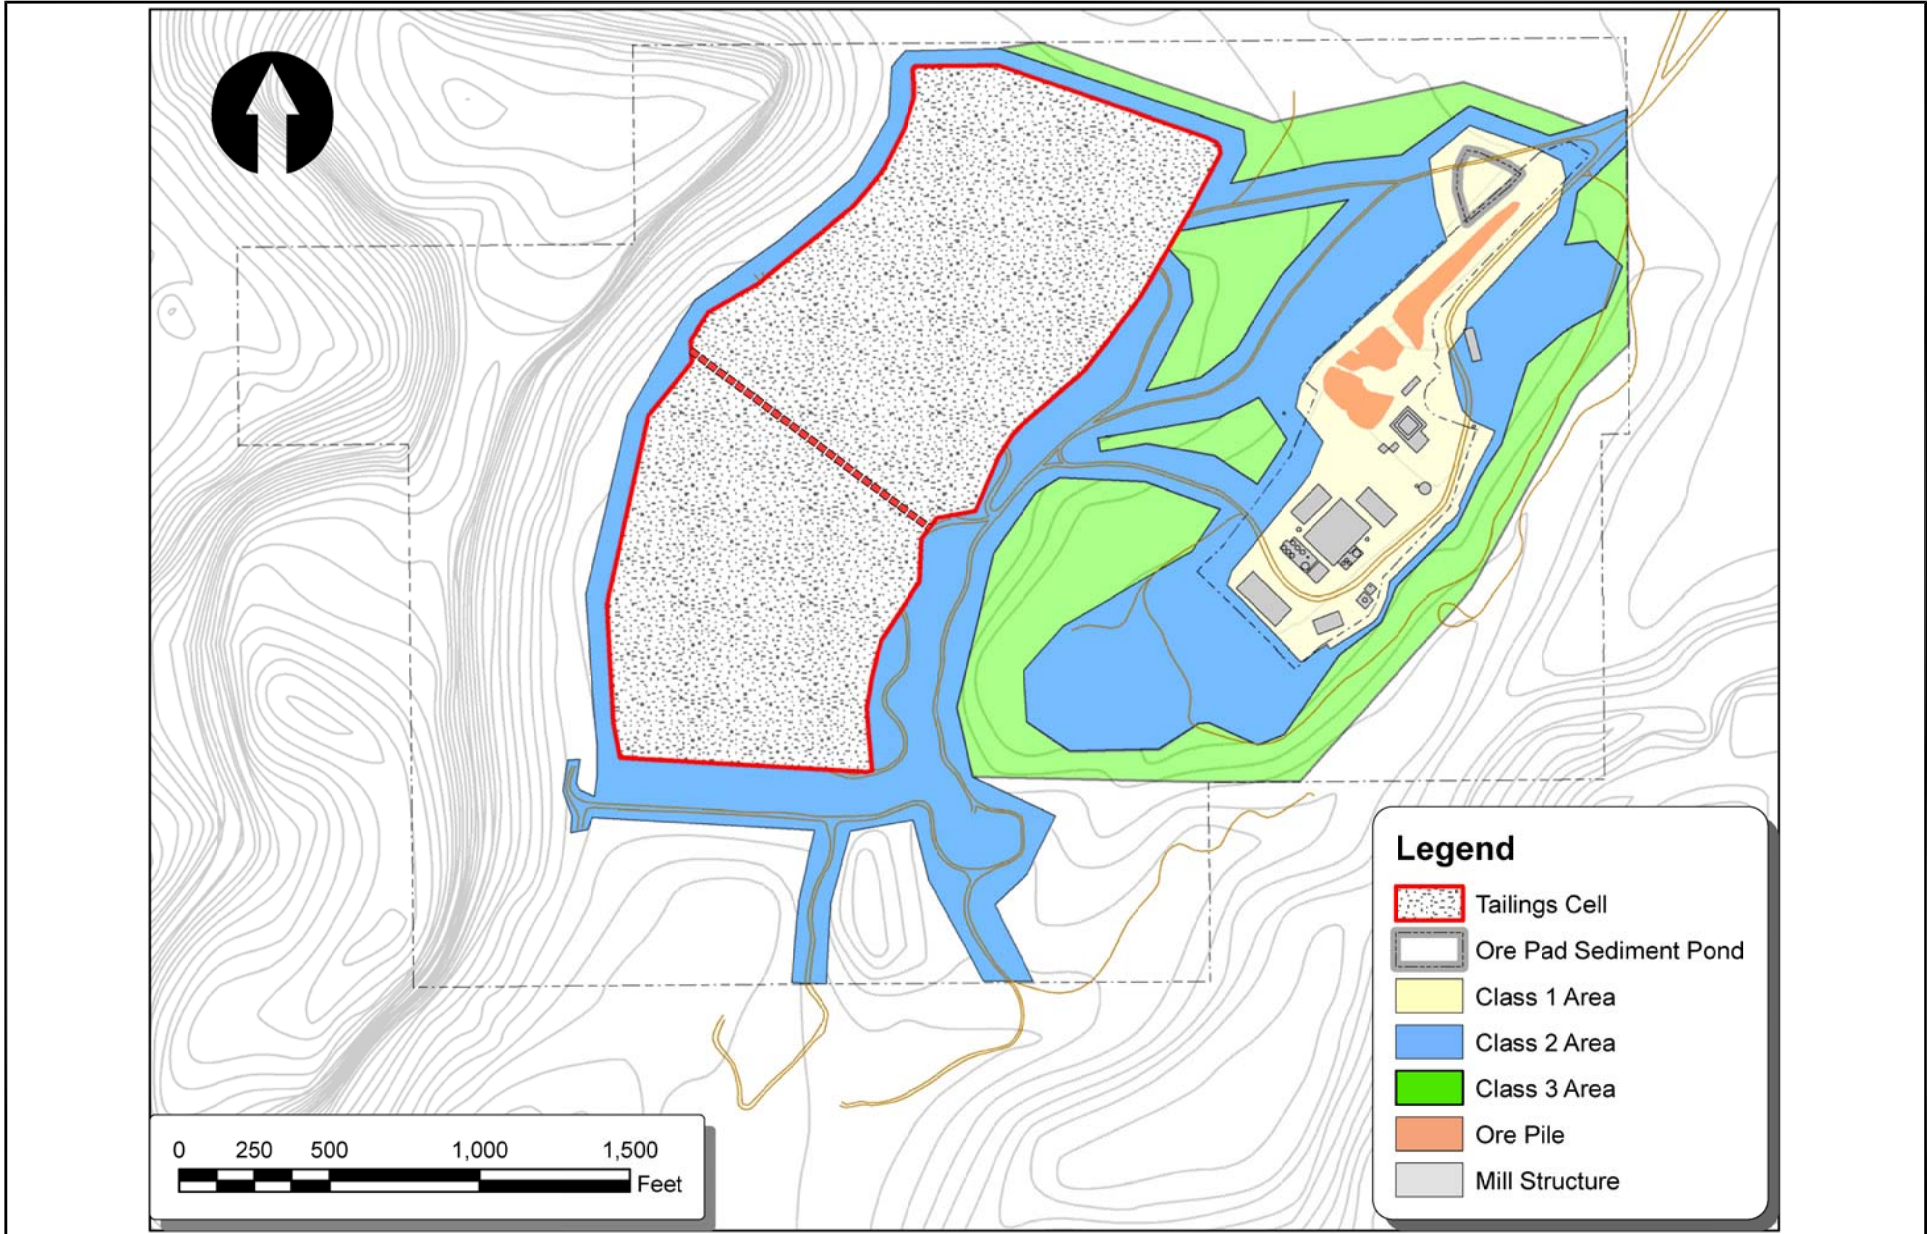 Legend
Tailings Cell
Ore Pad Sediment Pond
Class 1 Area
Class 2 Area
Class 3 Area
Ore Pile
Mill Structure
0 250 500 1,000 1,500
Feet